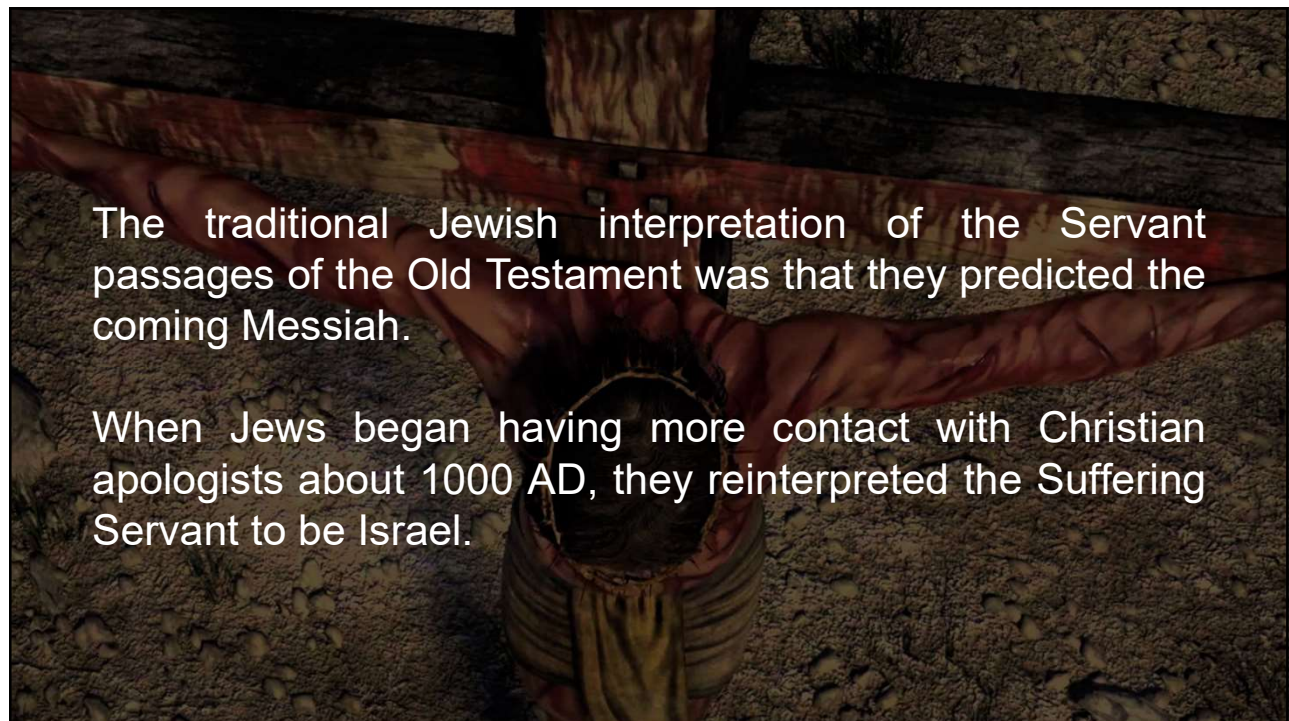 The traditional Jewish interpretation of the Servant
passages of the Old Testament was that they predicted the
coming Messiah.
When Jews began having more contact with Christian
apologists about 1000 AD, they reinterpreted the Suffering
Servant to be Israel.